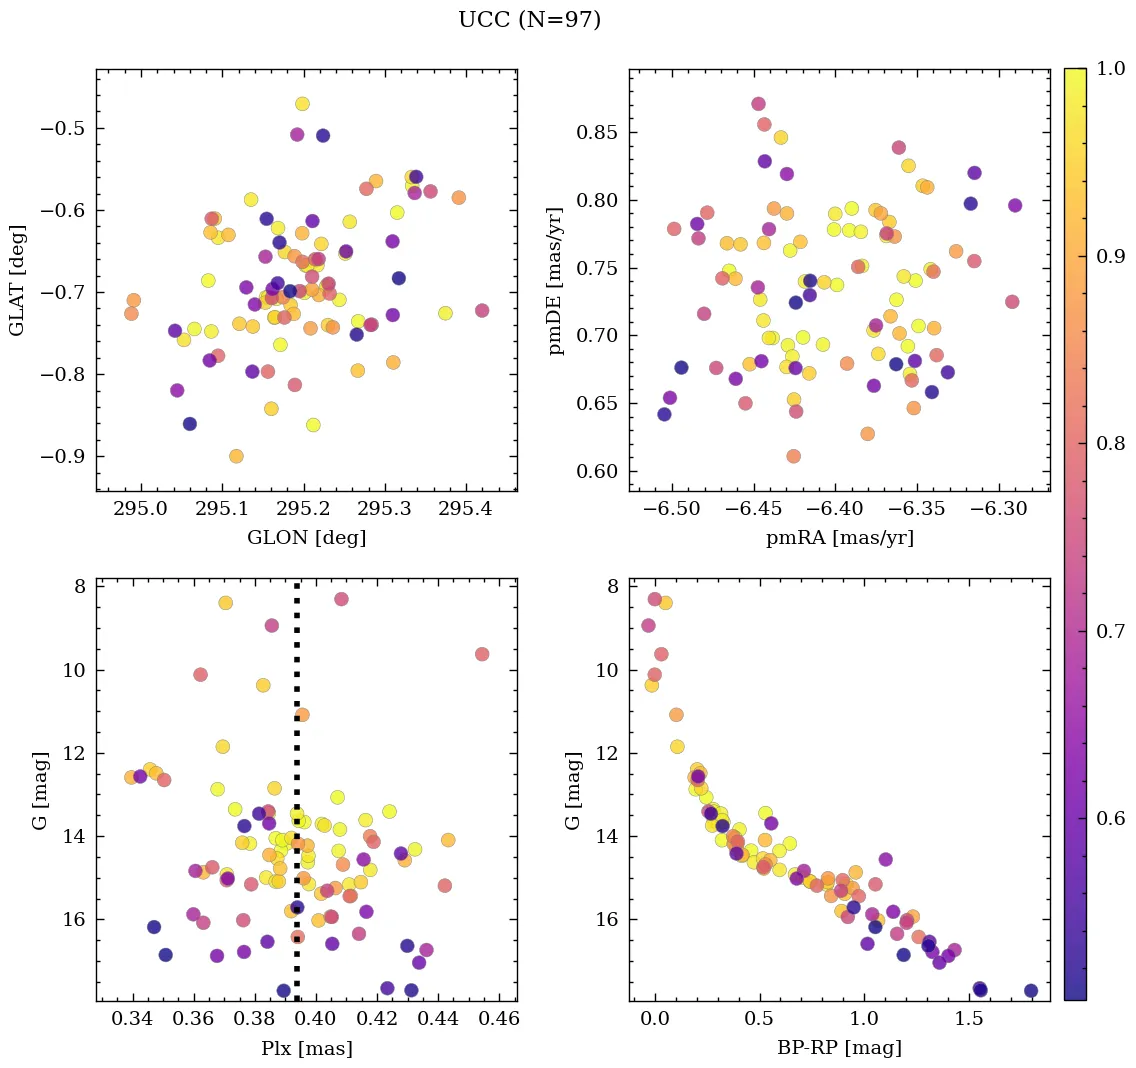 UCC (N=97)
−0.5
−0.6
−0.7
−0.8
−0.9
GLAT [deg]
295.0 295.1 295.2 295.3 295.4
GLON [deg]
0.85
0.80
0.75
0.70
0.65
0.60
pmDE [mas/yr]
−6.50 −6.45 −6.40 −6.35 −6.30
pmRA [mas/yr]
8
10
12
14
16
G [mag]
0.34 0.36 0.38 0.40 0.42 0.44 0.46
Plx [mas]
8
10
12
14
16
G [mag]
0.0 0.5 1.0 1.5
BP-RP [mag]
1.0
0.9
0.8
0.7
0.6